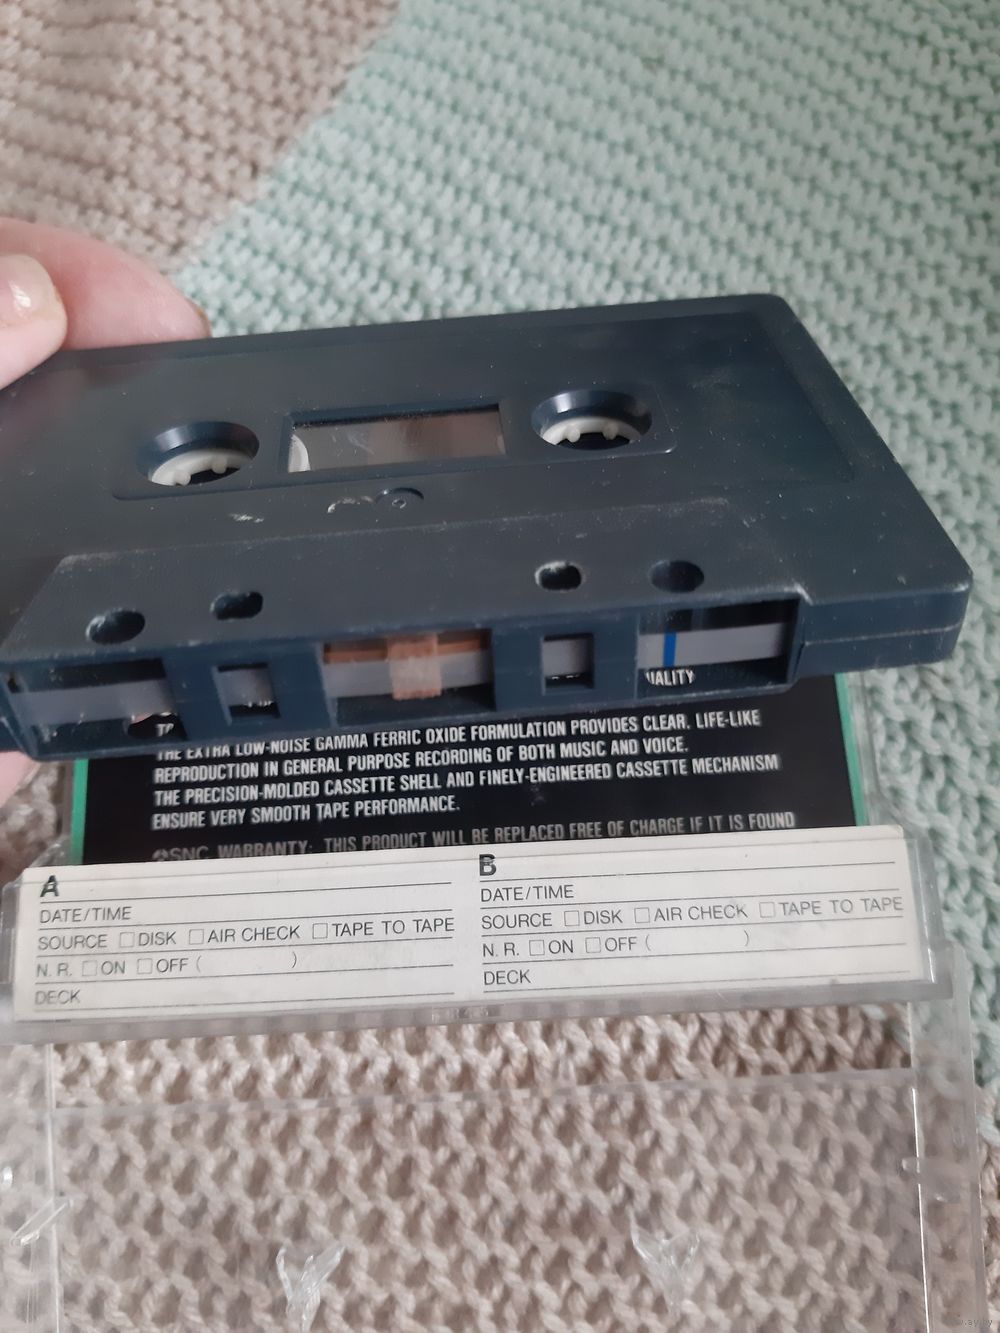 THE EXTRA LOW-NOISE GAMMA FERRIC OXIDE FORMULATION PROVIDES CLEAR, LIFE-LIKE
REPRODUCTION IN GENERAL PURPOSE RECORDING OF BOTH MUSIC AND VOICE.
THE PRECISION-MOLDED CASSETTE SHELL AND FINELY-ENGINEERED CASSETTE MECHANISM
ENSURE VERY SMOOTH TAPE PERFORMANCE.
SNC WARRANTY: THIS PRODUCT WILL BE REPLACED FREE OF CHARGE IF IT IS FOUND
A
DATE/TIME
SOURCE □DISK □AIR CHECK □TAPE TO TAPE
N. R. □ON □OFF ( )
DECK
B
DATE/TIME
SOURCE □DISK □AIR CHECK □TAPE TO TAPE
N. R. □ON □OFF ( )
DECK